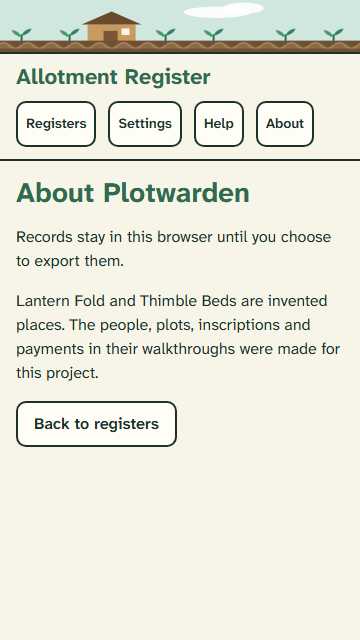 Allotment Register
Registers Settings Help About
About Plotwarden
Records stay in this browser until you choose
to export them.
Lantern Fold and Thimble Beds are invented
places. The people, plots, inscriptions and
payments in their walkthroughs were made for
this project.
Back to registers